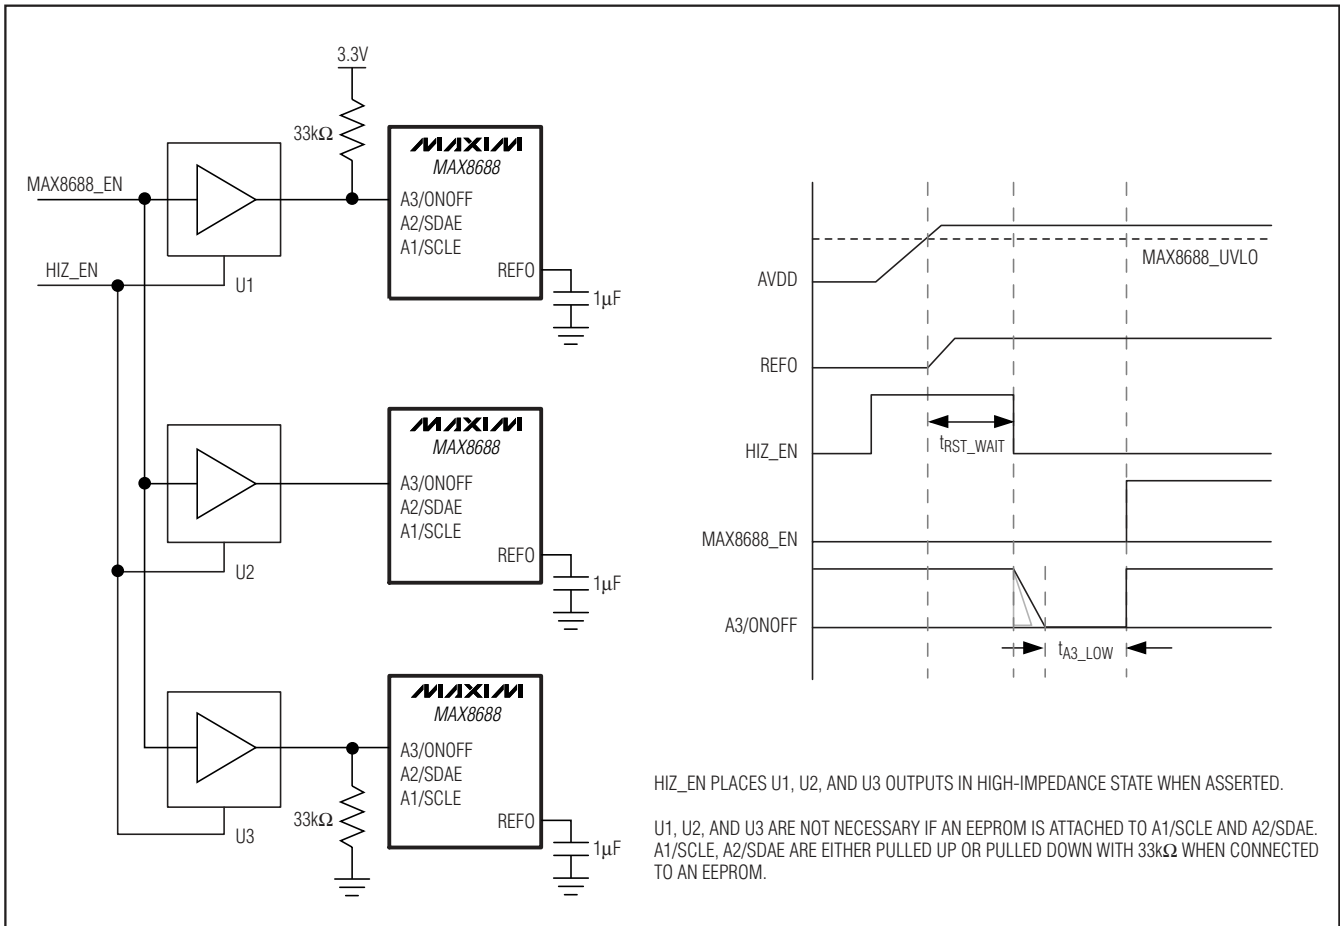 3.3V
33kΩ
MAXIM
MAX8688
MAX8688_EN
A3/ONOFF
A2/SDAE
A1/SCLE
HIZ_EN
REFO
U1
1µF
MAXIM
MAX8688
A3/ONOFF
A2/SDAE
A1/SCLE
REFO
U2
1µF
MAXIM
MAX8688
A3/ONOFF
A2/SDAE
A1/SCLE
33kΩ
REFO
U3
1µF
MAX8688_UVLO
AVDD
REFO
HIZ_EN
tRST_WAIT
MAX8688_EN
A3/ONOFF
tA3_LOW
HIZ_EN PLACES U1, U2, AND U3 OUTPUTS IN HIGH-IMPEDANCE STATE WHEN ASSERTED.
U1, U2, AND U3 ARE NOT NECESSARY IF AN EEPROM IS ATTACHED TO A1/SCLE AND A2/SDAE.
A1/SCLE, A2/SDAE ARE EITHER PULLED UP OR PULLED DOWN WITH 33kΩ WHEN CONNECTED
TO AN EEPROM.